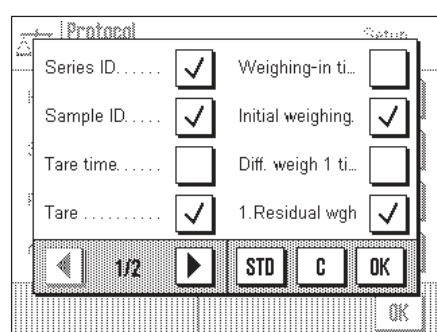 Protocol Setup
Series ID...... Weighing-in ti...
Sample ID..... Initial weighing.
Tare time...... Diff. weigh 1 ti...
Tare .......... 1.Residual wgh
1/2 STD C OK
OK